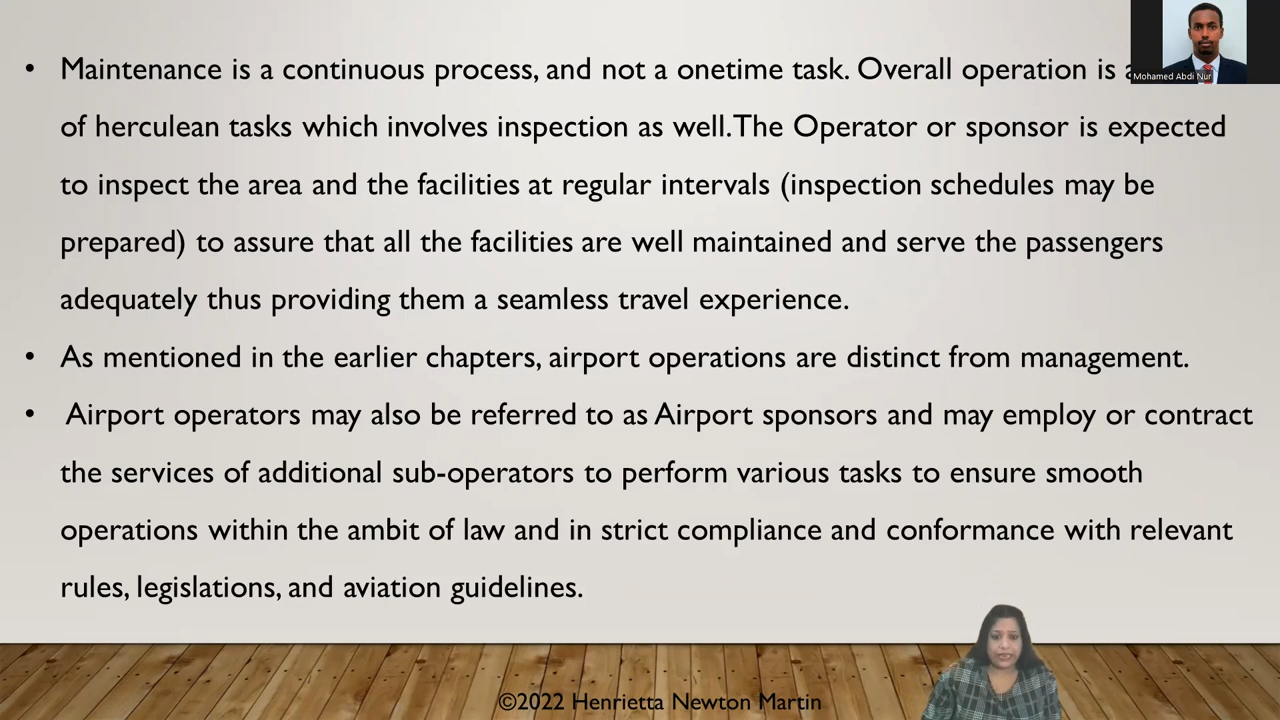 • Maintenance is a continuous process, and not a onetime task. Overall operation is a
of herculean tasks which involves inspection as well.The Operator or sponsor is expected
to inspect the area and the facilities at regular intervals (inspection schedules may be
prepared) to assure that all the facilities are well maintained and serve the passengers
adequately thus providing them a seamless travel experience.
• As mentioned in the earlier chapters, airport operations are distinct from management.
• Airport operators may also be referred to as Airport sponsors and may employ or contract
the services of additional sub-operators to perform various tasks to ensure smooth
operations within the ambit of law and in strict compliance and conformance with relevant
rules, legislations, and aviation guidelines.
Mohamed Abdi Nur
©2022 Henrietta Newton Martin